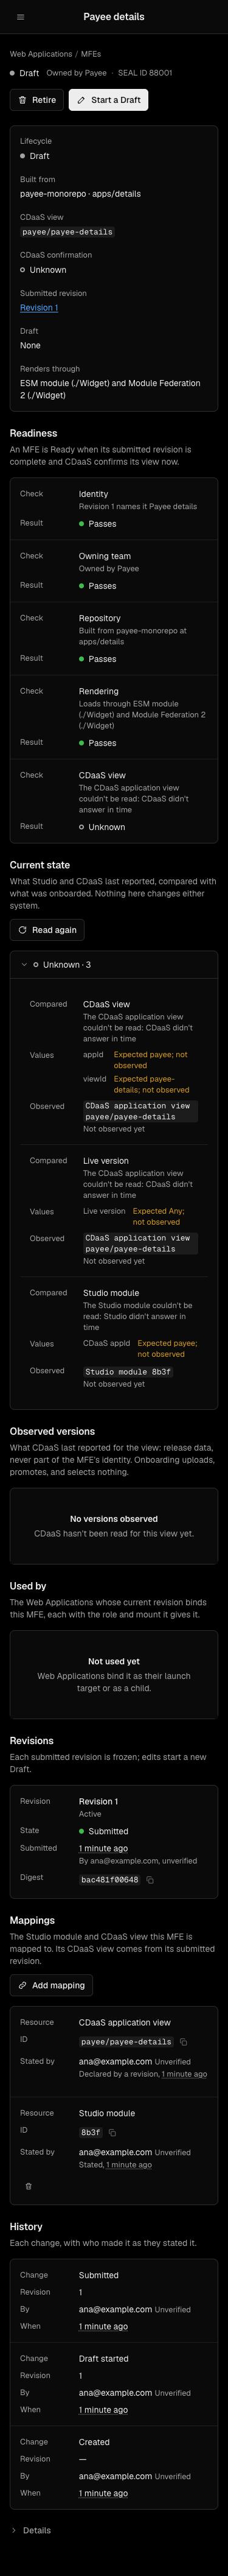 Payee details
Web Applications / MFEs
Draft Owned by Payee · SEAL ID 88001
Retire Start a Draft
Lifecycle
Draft
Built from
payee-monorepo · apps/details
CDaaS view
payee/payee-details
CDaaS confirmation
Unknown
Submitted revision
Revision 1
Draft
None
Renders through
ESM module (./Widget) and Module Federation
2 (./Widget)
Readiness
An MFE is Ready when its submitted revision is
complete and CDaaS confirms its view now.
Check Identity
Revision 1 names it Payee details
Result Passes
Check Owning team
Owned by Payee
Result Passes
Check Repository
Built from payee-monorepo at
apps/details
Result Passes
Check Rendering
Loads through ESM module
(./Widget) and Module Federation 2
(./Widget)
Result Passes
Check CDaaS view
The CDaaS application view
couldn't be read: CDaaS didn't
answer in time
Result Unknown
Current state
What Studio and CDaaS last reported, compared with
what was onboarded. Nothing here changes either
system.
Read again
Unknown · 3
Compared CDaaS view
The CDaaS application view
couldn't be read: CDaaS didn't
answer in time
Values appId Expected payee; not
observed
viewId Expected payee-
details; not observed
Observed CDaaS application view
payee/payee-details
Not observed yet
Compared Live version
The CDaaS application view
couldn't be read: CDaaS didn't
answer in time
Values Live version Expected Any;
not observed
Observed CDaaS application view
payee/payee-details
Not observed yet
Compared Studio module
The Studio module couldn't be
read: Studio didn't answer in
time
Values CDaaS appId Expected payee;
not observed
Observed Studio module 8b3f
Not observed yet
Observed versions
What CDaaS last reported for the view: release data,
never part of the MFE's identity. Onboarding uploads,
promotes, and selects nothing.
No versions observed
CDaaS hasn't been read for this view yet.
Used by
The Web Applications whose current revision binds
this MFE, each with the role and mount it gives it.
Not used yet
Web Applications bind it as their launch
target or as a child.
Revisions
Each submitted revision is frozen; edits start a new
Draft.
Revision Revision 1
Active
State Submitted
Submitted 1 minute ago
By ana@example.com, unverified
Digest bac481f00648
Mappings
The Studio module and CDaaS view this MFE is
mapped to. Its CDaaS view comes from its submitted
revision.
Add mapping
Resource CDaaS application view
ID payee/payee-details
Stated by ana@example.com Unverified
Declared by a revision, 1 minute ago
Resource Studio module
ID 8b3f
Stated by ana@example.com Unverified
Stated, 1 minute ago
History
Each change, with who made it as they stated it.
Change Submitted
Revision 1
By ana@example.com Unverified
When 1 minute ago
Change Draft started
Revision 1
By ana@example.com Unverified
When 1 minute ago
Change Created
Revision —
By ana@example.com Unverified
When 1 minute ago
Details